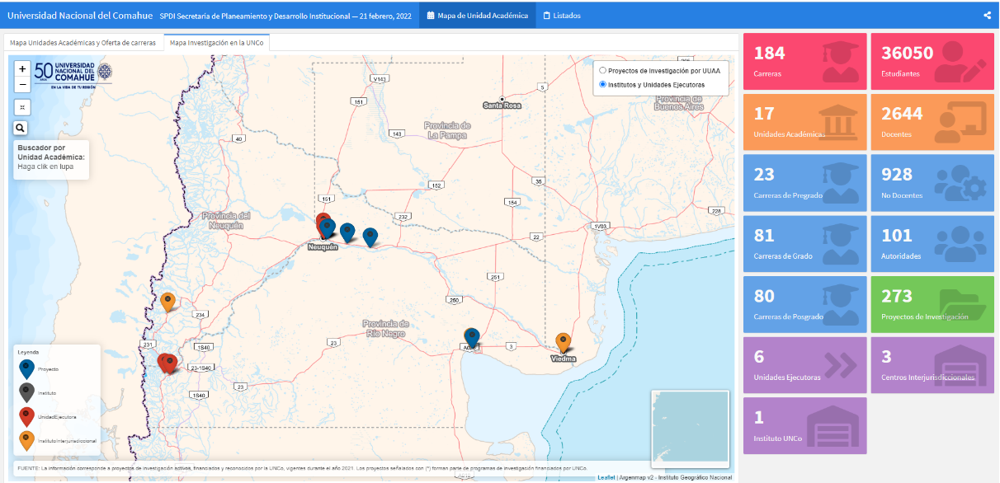 Universidad Nacional del Comahue SPDI Secretaría de Planeamiento y Desarrollo Institucional — 21 febrero, 2022 Mapa de Unidad Académica Listados
Mapa Unidades Académicas y Oferta de carreras Mapa Investigación en la UNCo
+
−
50 AÑOS UNIVERSIDAD NACIONAL DEL COMAHUE
EN LA VIDA DE TU REGIÓN
Buscador por
Unidad Académica:
Haga clik en lupa
Proyectos de Investigación por UUAA
Institutos y Unidades Ejecutoras
V143
151
5
Santa Rosa
Provincia de
Buenos Aires
Provincia de
La Pampa
143
40
152
35
151
154
228
Provincia del
Neuquén
232
1V03
22
Neuquén
251
250
234
Provincia de
Río Negro
231
1S40
23
3
Viedma
23-1S40
23
1S40
Leyenda
Proyecto
Instituto
UnidadEjecutora
InstitutoInterjurisdiccional
FUENTE: La información corresponde a proyectos de investigación activos, financiados y reconocidos por la UNCo, vigentes durante el año 2021. Los proyectos señalados con (*) forman parte de programas de investigación financiados por UNCo.
Leaflet | Argenmap v2 - Instituto Geográfico Nacional
184
Carreras
36050
Estudiantes
17
Unidades Académicas
2644
Docentes
23
Carreras de Pregrado
928
No Docentes
81
Carreras de Grado
101
Autoridades
80
Carreras de Posgrado
273
Proyectos de Investigación
6
Unidades Ejecutoras
3
Centros Interjurisdiccionales
1
Instituto UNCo